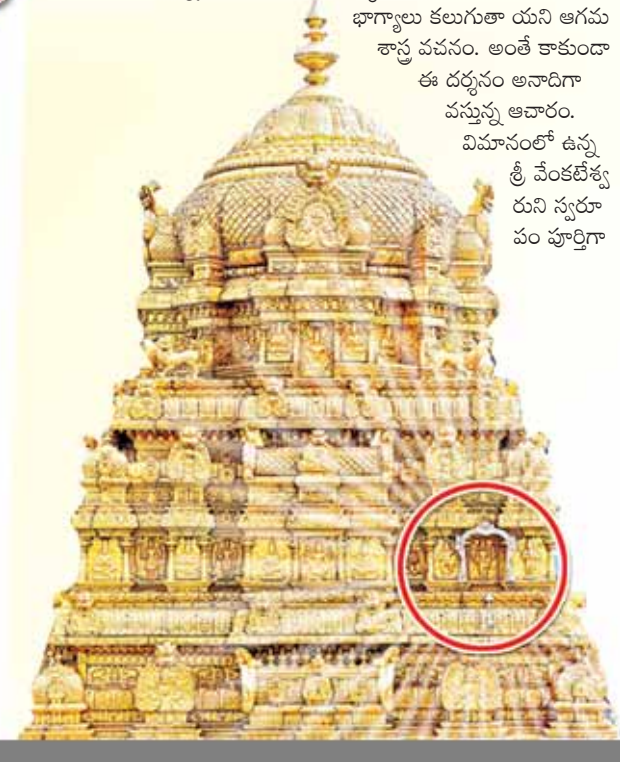 భాగ్యాలు కలుగుతా యని ఆగమ
శాస్త్ర వచనం. అంతే కాకుండా
ఈ దర్శనం అనాదిగా
వస్తున్న ఆచారం.
విమానంలో ఉన్న
శ్రీ వేంకటేశ్వ
రుని స్వరూ
పం పూర్తిగా